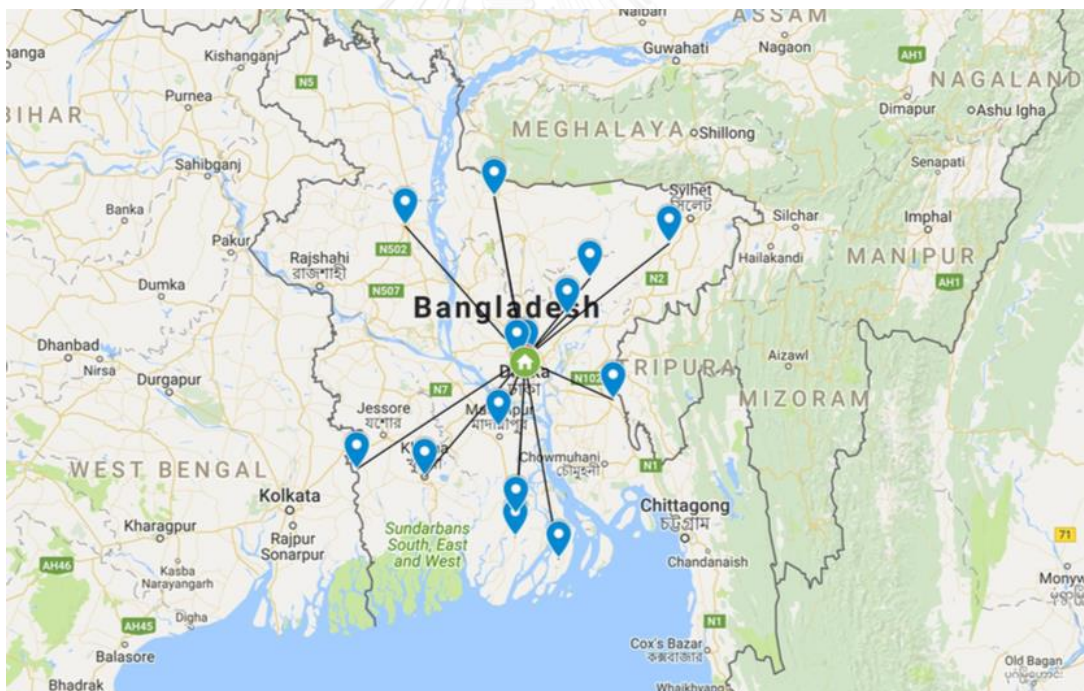 Nalbari
ASSAM
Kishanganj
Guwahati
Nagaon
AH1
N5
NAGALAND
Purnea
Dimapur
Ashu Igha
BIHAR
MEGHALAYA
Shillong
Sahibganj
Senapati
Sylhet
সিলেট
Banka
Silchar
Imphal
Pakur
N502
Rajshahi
রাজশাহী
Hailakandi
MANIPUR
N2
AH1
Dumka
N507
Bangladesh
Dhanbad
Aizawl
Nirsa
TRIPURA
N102
Durgapur
N7
ঢাকা
MIZORAM
Jessore
যশোর
মাদারীপুর
WEST BENGAL
Chowmuhani
চৌমুহনী
N1
Kolkata
Chittagong
চট্টগ্রাম
Kharagpur
Rajpur
Sonarpur
Sundarbans
South, East
and West
71
AH46
Kasba
Narayangarh
Chandanaish
Digha
AH45
N1
Balasore
Cox's Bazar
কক্সবাজার
Old Bagan
Bhadrak